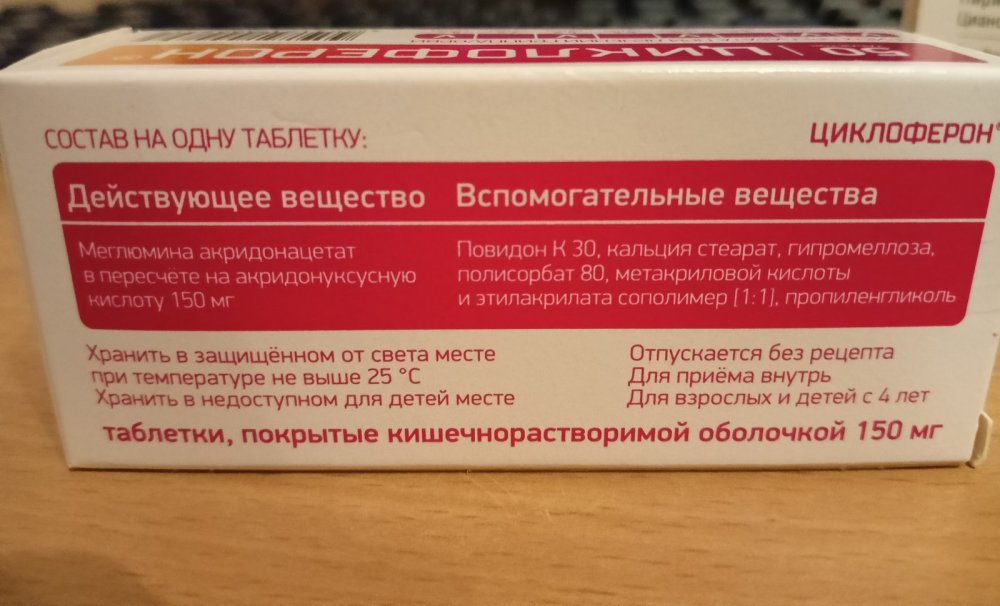 50 ЦИКЛОФЕРОН®
СОСТАВ НА ОДНУ ТАБЛЕТКУ:
ЦИКЛОФЕРОН®
Действующее вещество
Вспомогательные вещества
Меглюмина акридонацетат
в пересчёте на акридонуксусную
кислоту 150 мг
Повидон К 30, кальция стеарат, гипромеллоза,
полисорбат 80, метакриловой кислоты
и этилакрилата сополимер [1:1], пропиленгликоль
Хранить в защищённом от света месте
при температуре не выше 25 °С
Хранить в недоступном для детей месте
Отпускается без рецепта
Для приёма внутрь
Для взрослых и детей с 4 лет
таблетки, покрытые кишечнорастворимой оболочкой 150 мг